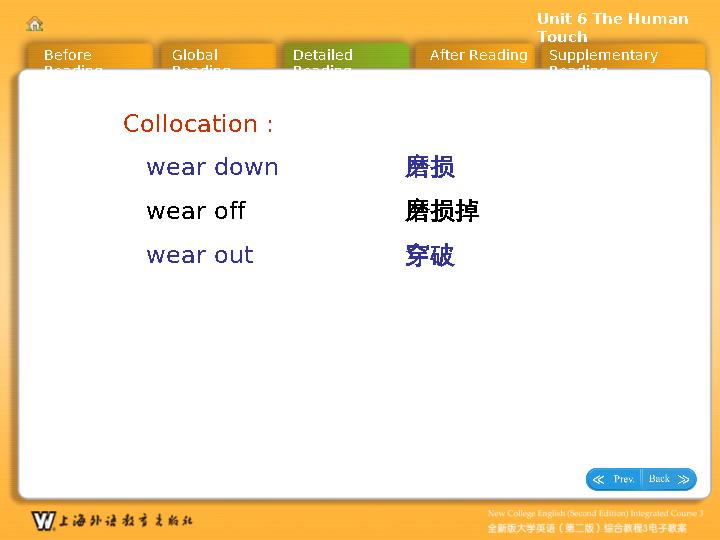 Unit 6 The Human
Touch
Before
Reading
Global
Reading
Detailed
Reading
After Reading
Supplementary
Reading
Collocation :
wear down 磨损
wear off 磨损掉
wear out 穿破
Prev. Back
上海外语教育出版社
New College English (Second Edition) Integrated Course 3
全新版大学英语（第二版）综合教程3电子教案